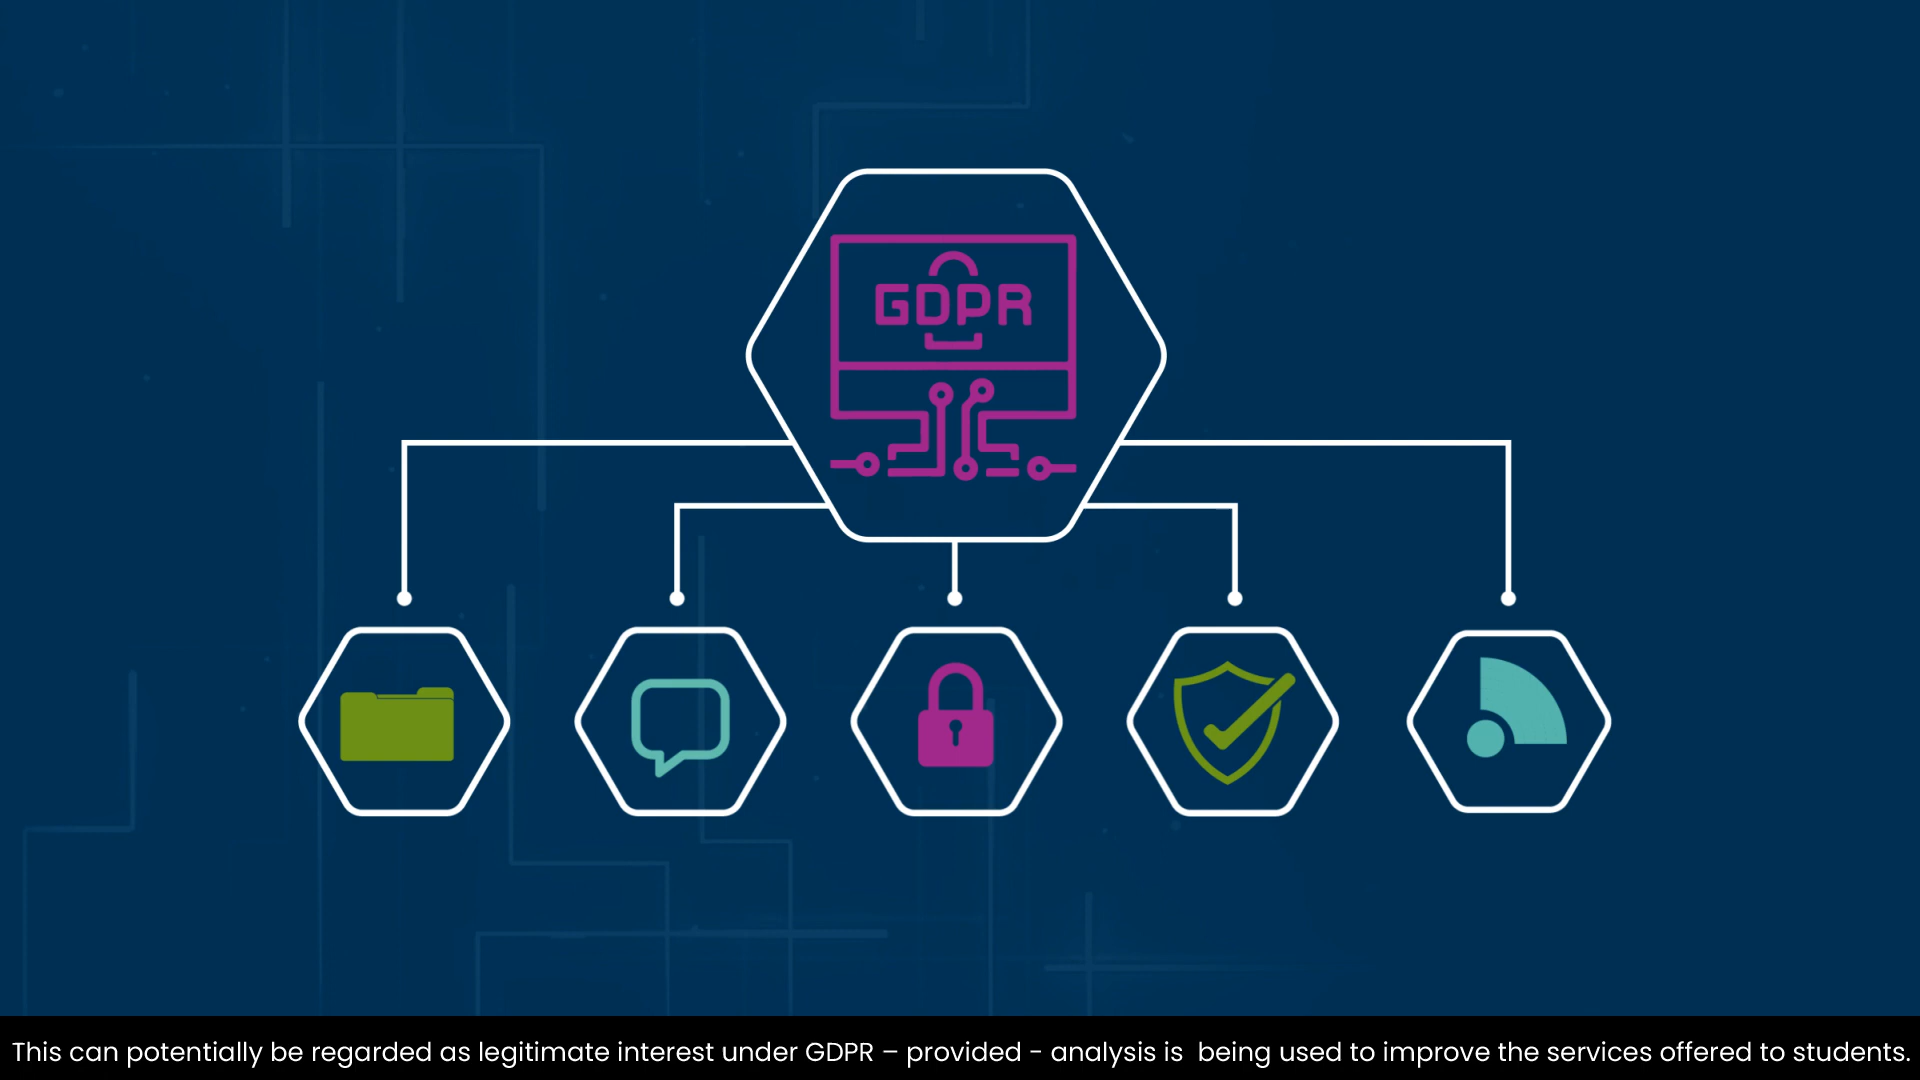 GDPR
This can potentially be regarded as legitimate interest under GDPR – provided - analysis is  being used to improve the services offered to students.